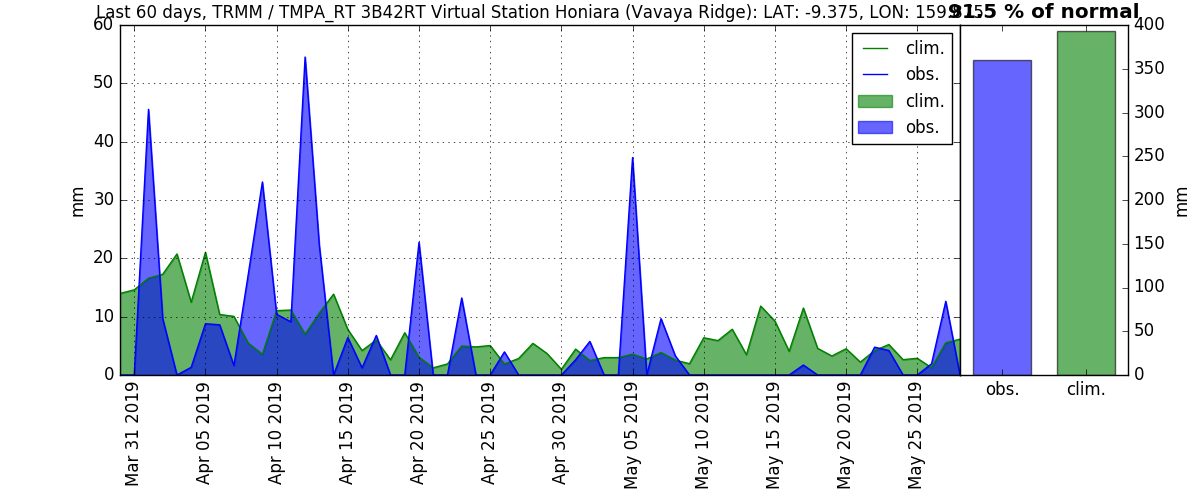 Last 60 days, TRMM / TMPA_RT 3B42RT Virtual Station Honiara (Vavaya Ridge): LAT: -9.375, LON: 159.875
91.5 % of normal
60
50
40
30
20
10
0
mm
clim.
obs.
clim.
obs.
400
350
300
250
200
150
100
50
0
mm
obs.
clim.
Mar 31 2019
Apr 05 2019
Apr 10 2019
Apr 15 2019
Apr 20 2019
Apr 25 2019
Apr 30 2019
May 05 2019
May 10 2019
May 15 2019
May 20 2019
May 25 2019